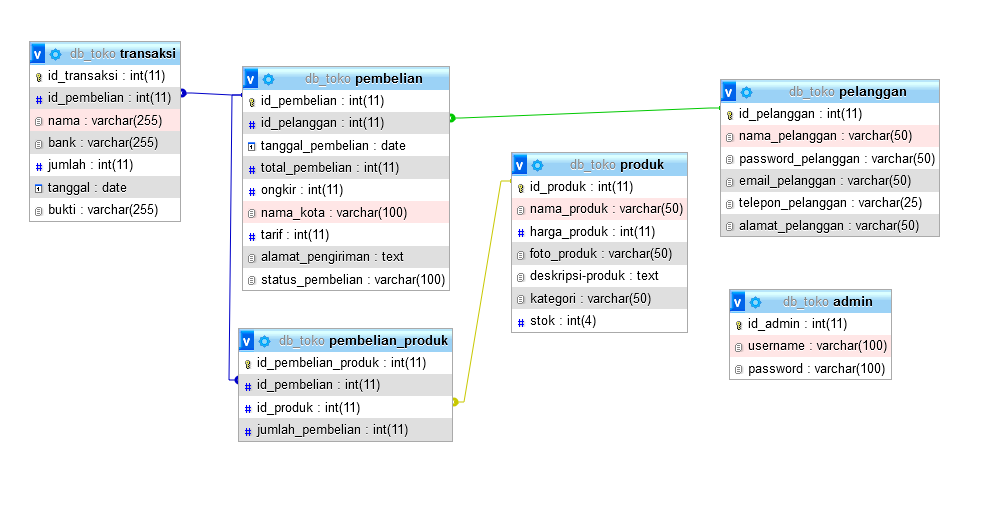 db_toko transaksi
id_transaksi : int(11)
id_pembelian : int(11)
nama : varchar(255)
bank : varchar(255)
jumlah : int(11)
tanggal : date
bukti : varchar(255)
db_toko pembelian
id_pembelian : int(11)
id_pelanggan : int(11)
tanggal_pembelian : date
total_pembelian : int(11)
ongkir : int(11)
nama_kota : varchar(100)
tarif : int(11)
alamat_pengiriman : text
status_pembelian : varchar(100)
db_toko pembelian_produk
id_pembelian_produk : int(11)
id_pembelian : int(11)
id_produk : int(11)
jumlah_pembelian : int(11)
db_toko produk
id_produk : int(11)
nama_produk : varchar(50)
harga_produk : int(11)
foto_produk : varchar(50)
deskripsi-produk : text
kategori : varchar(50)
stok : int(4)
db_toko pelanggan
id_pelanggan : int(11)
nama_pelanggan : varchar(50)
password_pelanggan : varchar(50)
email_pelanggan : varchar(50)
telepon_pelanggan : varchar(25)
alamat_pelanggan : varchar(50)
db_toko admin
id_admin : int(11)
username : varchar(100)
password : varchar(100)